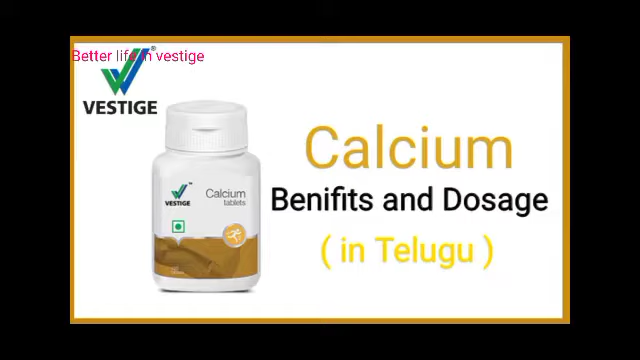 Better life in vestige
VESTIGE
Calcium
Benifits and Dosage
( in Telugu )
VESTIGE
Calcium
tablets